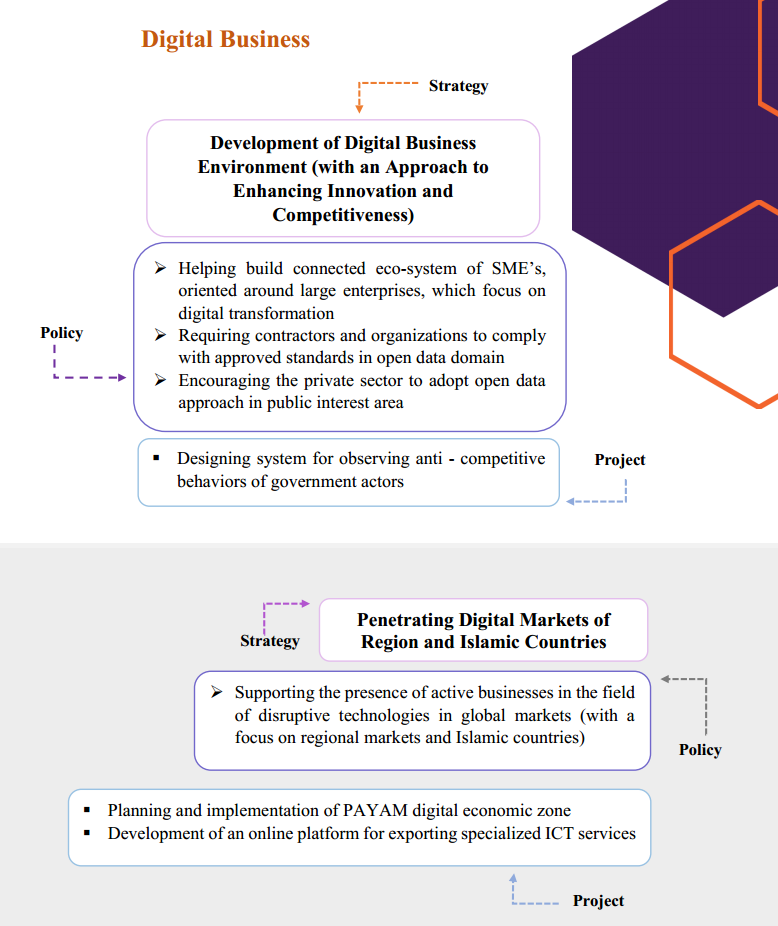 Digital Business
Strategy
Development of Digital Business
Environment (with an Approach to
Enhancing Innovation and
Competitiveness)
➢ Helping build connected eco-system of SME's,
oriented around large enterprises, which focus on
digital transformation
➢ Requiring contractors and organizations to comply
with approved standards in open data domain
➢ Encouraging the private sector to adopt open data
approach in public interest area
Policy
▪ Designing system for observing anti - competitive
behaviors of government actors
Project
Strategy
Penetrating Digital Markets of
Region and Islamic Countries
➢ Supporting the presence of active businesses in the field
of disruptive technologies in global markets (with a
focus on regional markets and Islamic countries)
Policy
▪ Planning and implementation of PAYAM digital economic zone
▪ Development of an online platform for exporting specialized ICT services
Project